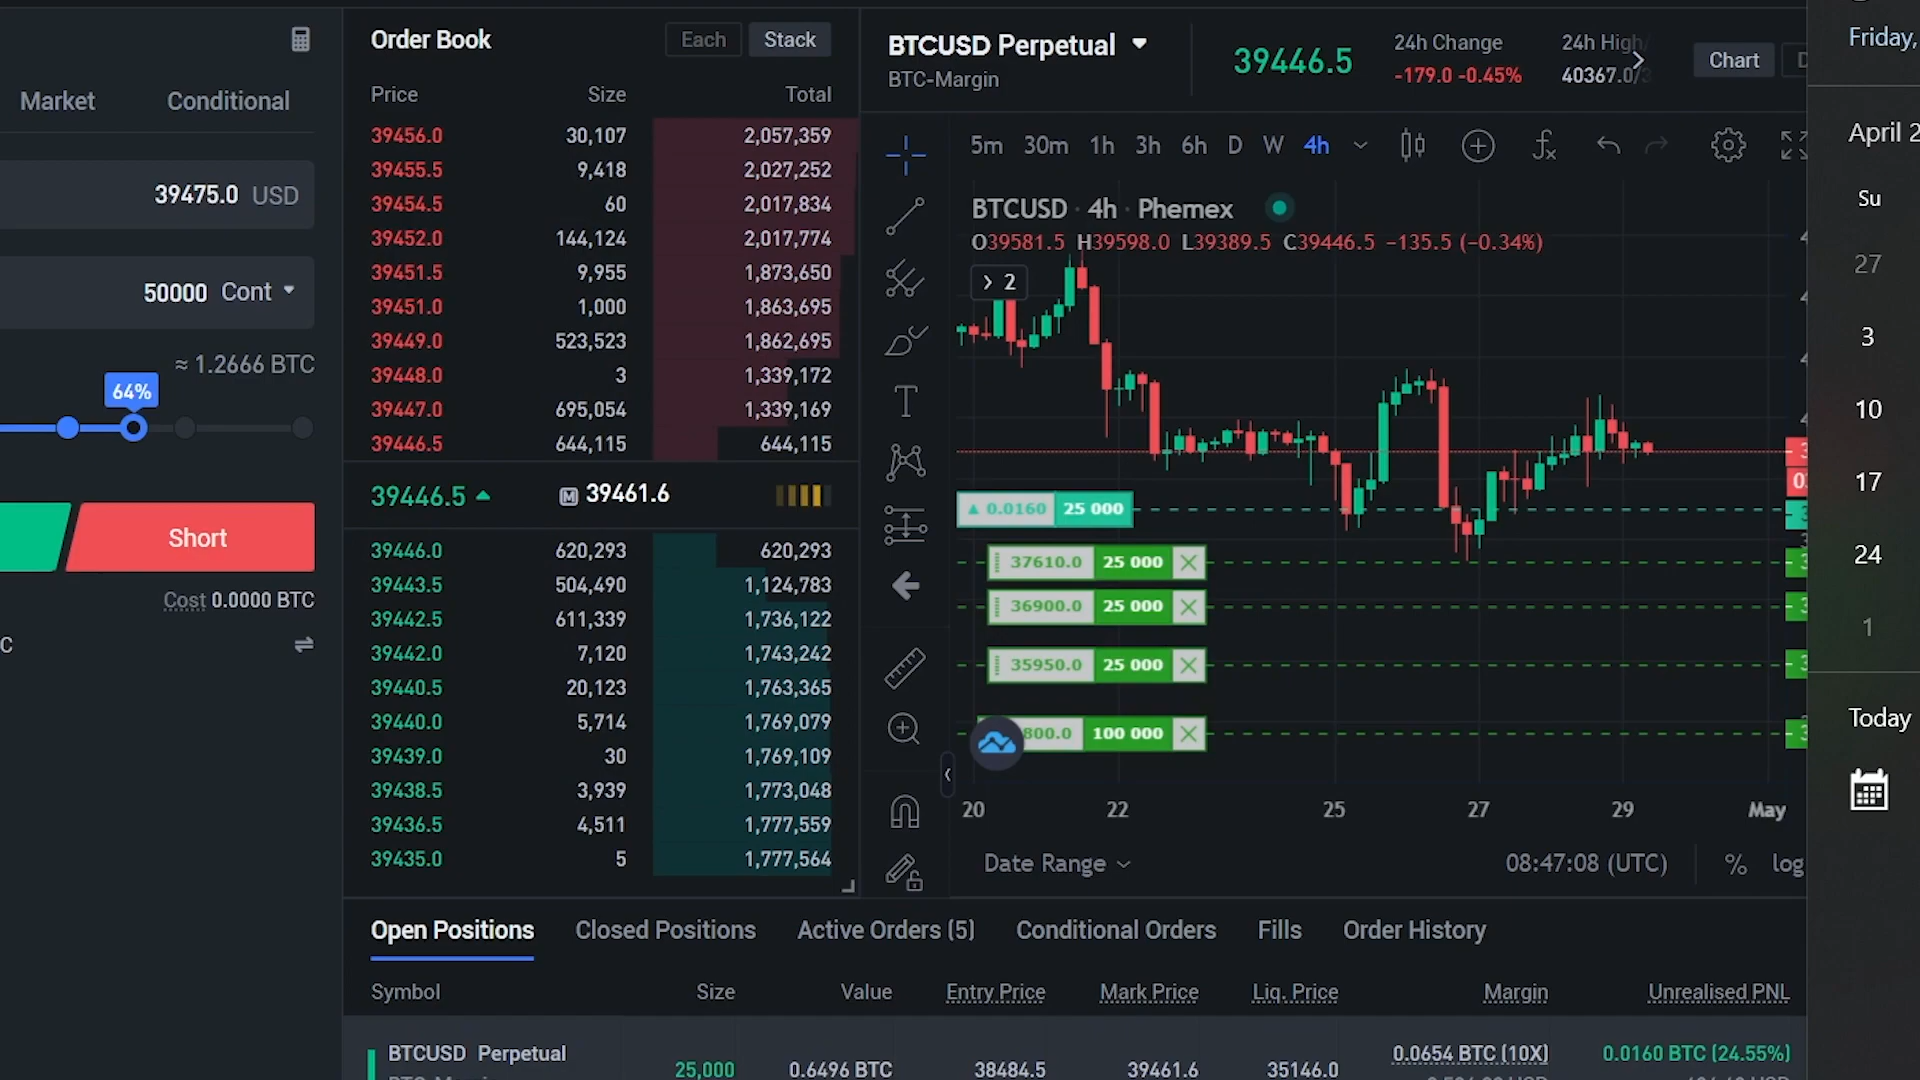 Market Conditional
39475.0 USD
50000 Cont
≈ 1.2666 BTC
64%
Short
Cost 0.0000 BTC
C
Order Book Each Stack
Price Size Total
39456.0 30,107 2,057,359
39455.5 9,418 2,027,252
39454.5 60 2,017,834
39452.0 144,124 2,017,774
39451.5 9,955 1,873,650
39451.0 1,000 1,863,695
39449.0 523,523 1,862,695
39448.0 3 1,339,172
39447.0 695,054 1,339,169
39446.5 644,115 644,115
39446.5 M 39461.6
39446.0 620,293 620,293
39443.5 504,490 1,124,783
39442.5 611,339 1,736,122
39442.0 7,120 1,743,242
39440.5 20,123 1,763,365
39440.0 5,714 1,769,079
39439.0 30 1,769,109
39438.5 3,939 1,773,048
39436.5 4,511 1,777,559
39435.0 5 1,777,564
BTCUSD Perpetual
BTC-Margin
39446.5
24h Change
-179.0 -0.45%
24h High/
40367.0/
Chart
5m 30m 1h 3h 6h D W 4h
BTCUSD · 4h · Phemex
O39581.5 H39598.0 L39389.5 C39446.5 −135.5 (−0.34%)
2
0.0160 25 000
37610.0 25 000
36900.0 25 000
35950.0 25 000
800.0 100 000
20 22 25 27 29 May
Date Range 08:47:08 (UTC) % log
Open Positions Closed Positions Active Orders (5) Conditional Orders Fills Order History
Symbol Size Value Entry Price Mark Price Liq. Price Margin Unrealised PNL
BTCUSD Perpetual 25,000 0.6496 BTC 38484.5 39461.6 35146.0 0.0654 BTC (10X) 0.0160 BTC (24.55%)
Friday,
April 2
Su
27
3
10
17
24
1
Today